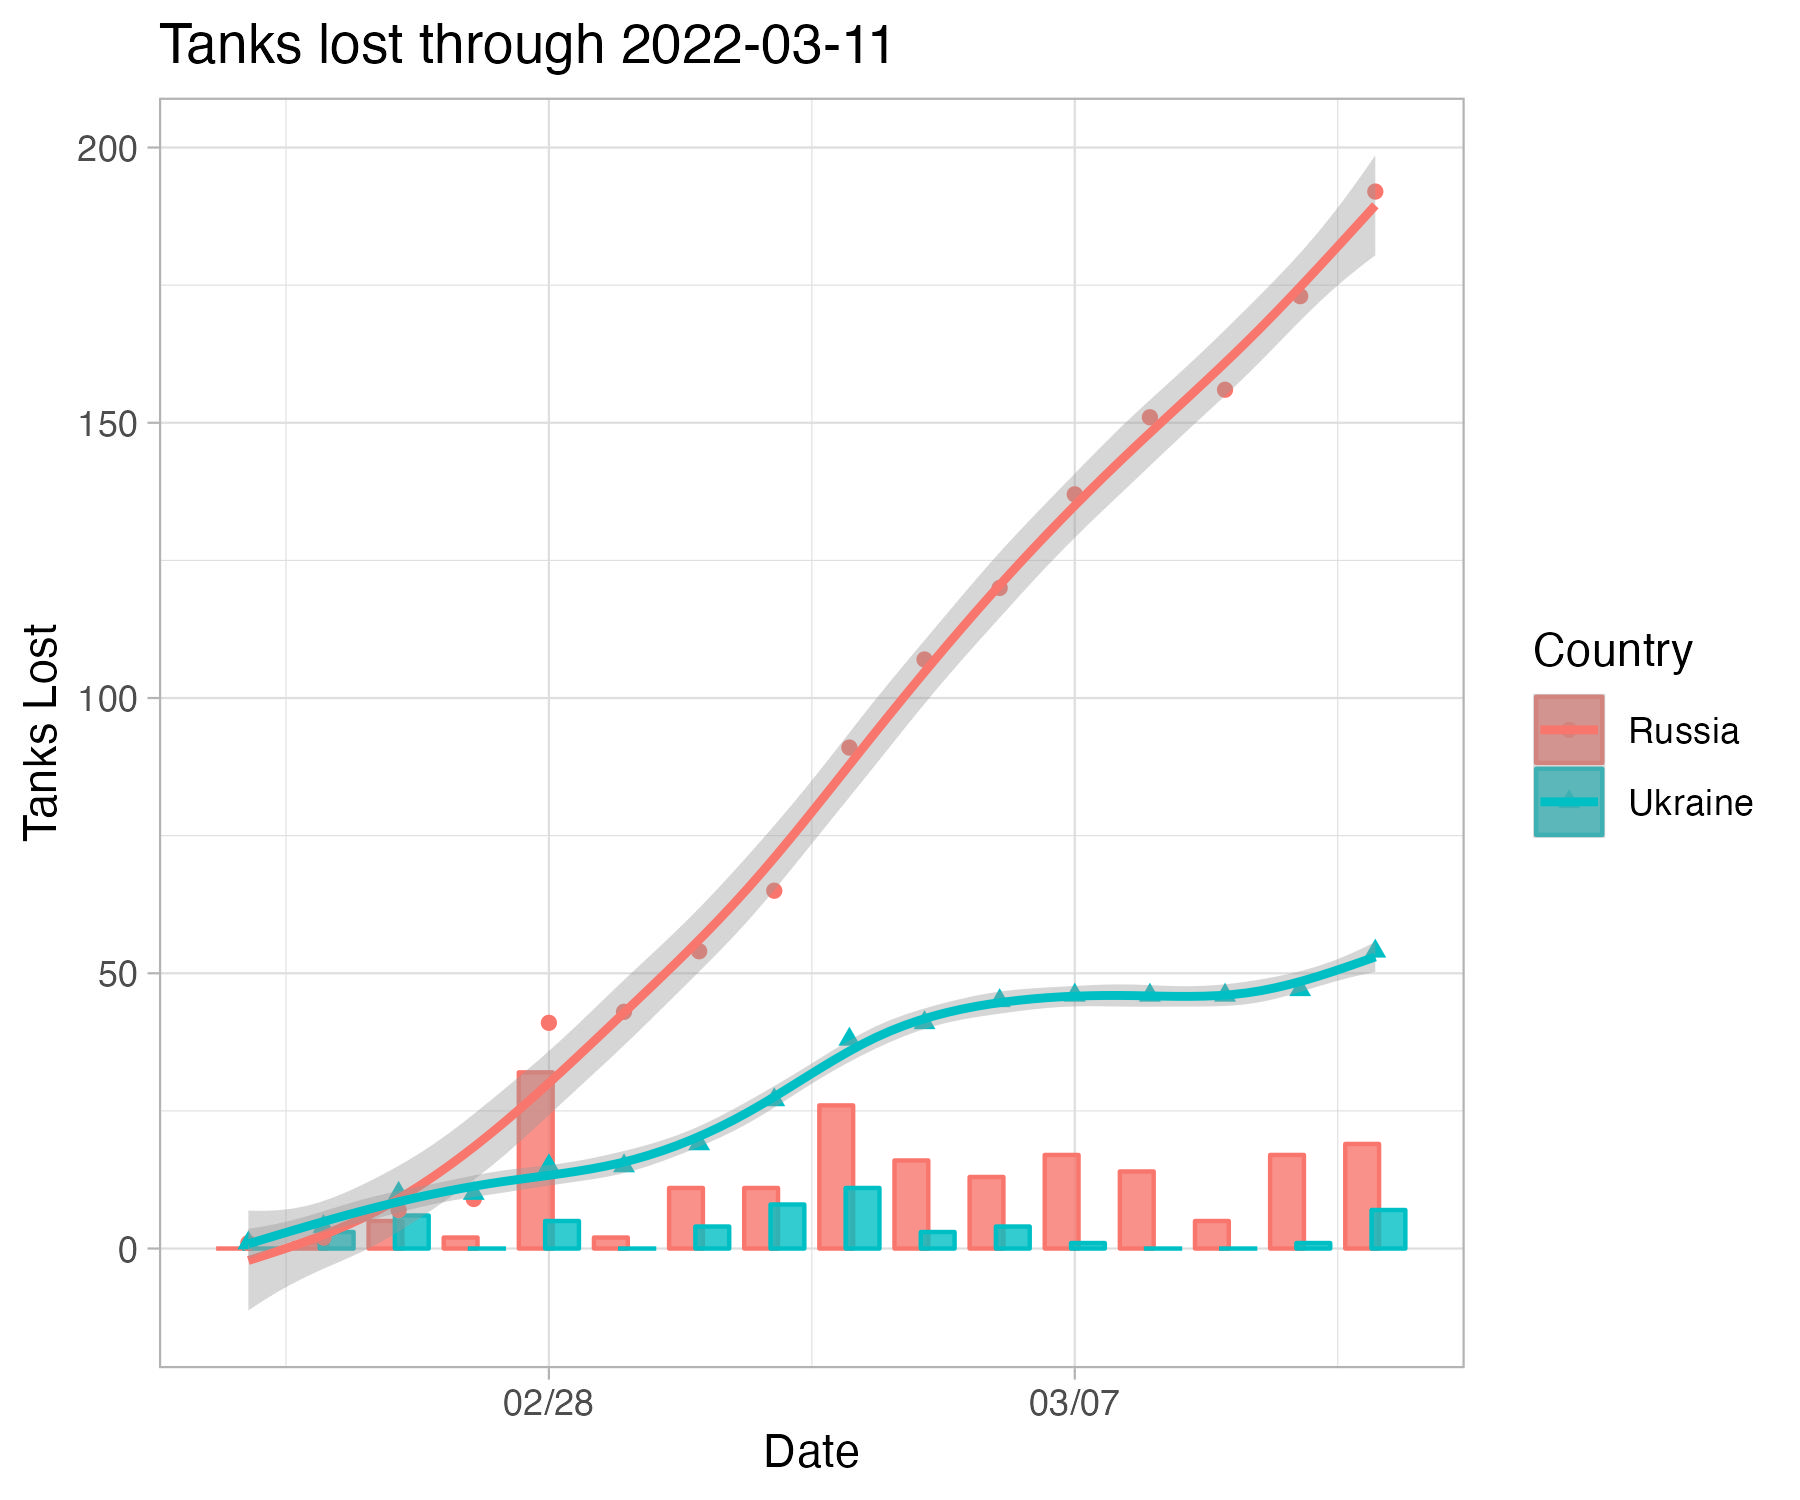 Tanks lost through 2022-03-11
200
150
100
50
0
Tanks Lost
02/28
03/07
Date
Country
Russia
Ukraine